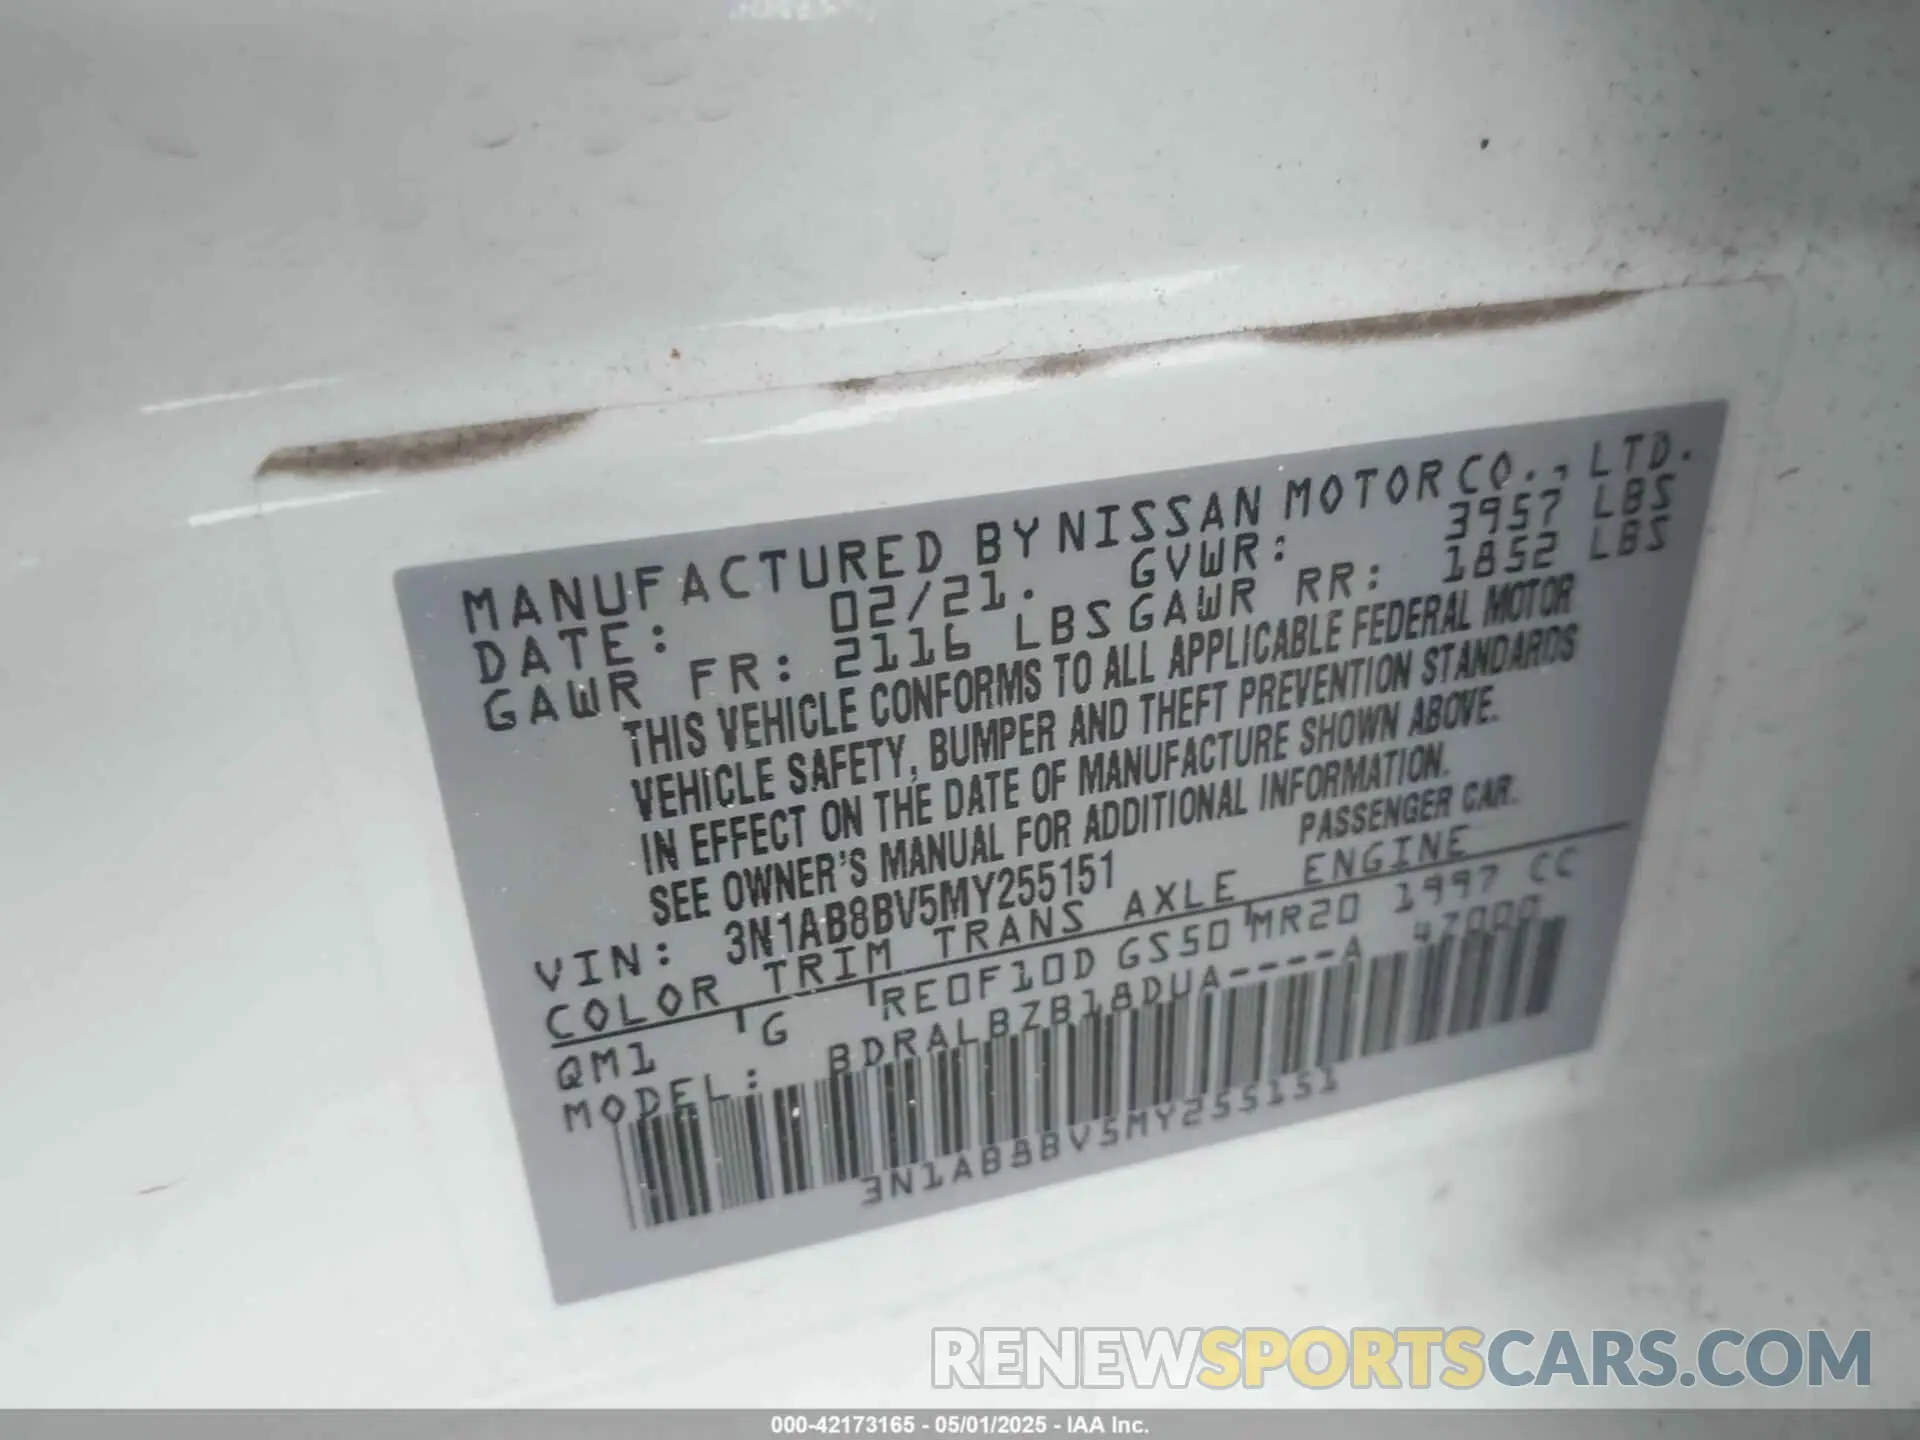 MANUFACTURED BY NISSAN MOTOR CO., LTD.
DATE: 02/21. GVWR: 3957 LBS
GAWR FR: 2116 LBS GAWR RR: 1852 LBS
THIS VEHICLE CONFORMS TO ALL APPLICABLE FEDERAL MOTOR
VEHICLE SAFETY, BUMPER AND THEFT PREVENTION STANDARDS
IN EFFECT ON THE DATE OF MANUFACTURE SHOWN ABOVE.
SEE OWNER'S MANUAL FOR ADDITIONAL INFORMATION.
VIN: 3N1AB8BV5MY255151 PASSENGER CAR.
COLOR TRIM TRANS AXLE ENGINE
QM1 G RE0F10D GS50 MR20 1997 CC
MODEL: BDRALBZB18DUA----A 47000
3N1AB8BV5MY255151
RENEWSPORTSCARS.COM
000-42173165 - 05/01/2025 - IAA Inc.